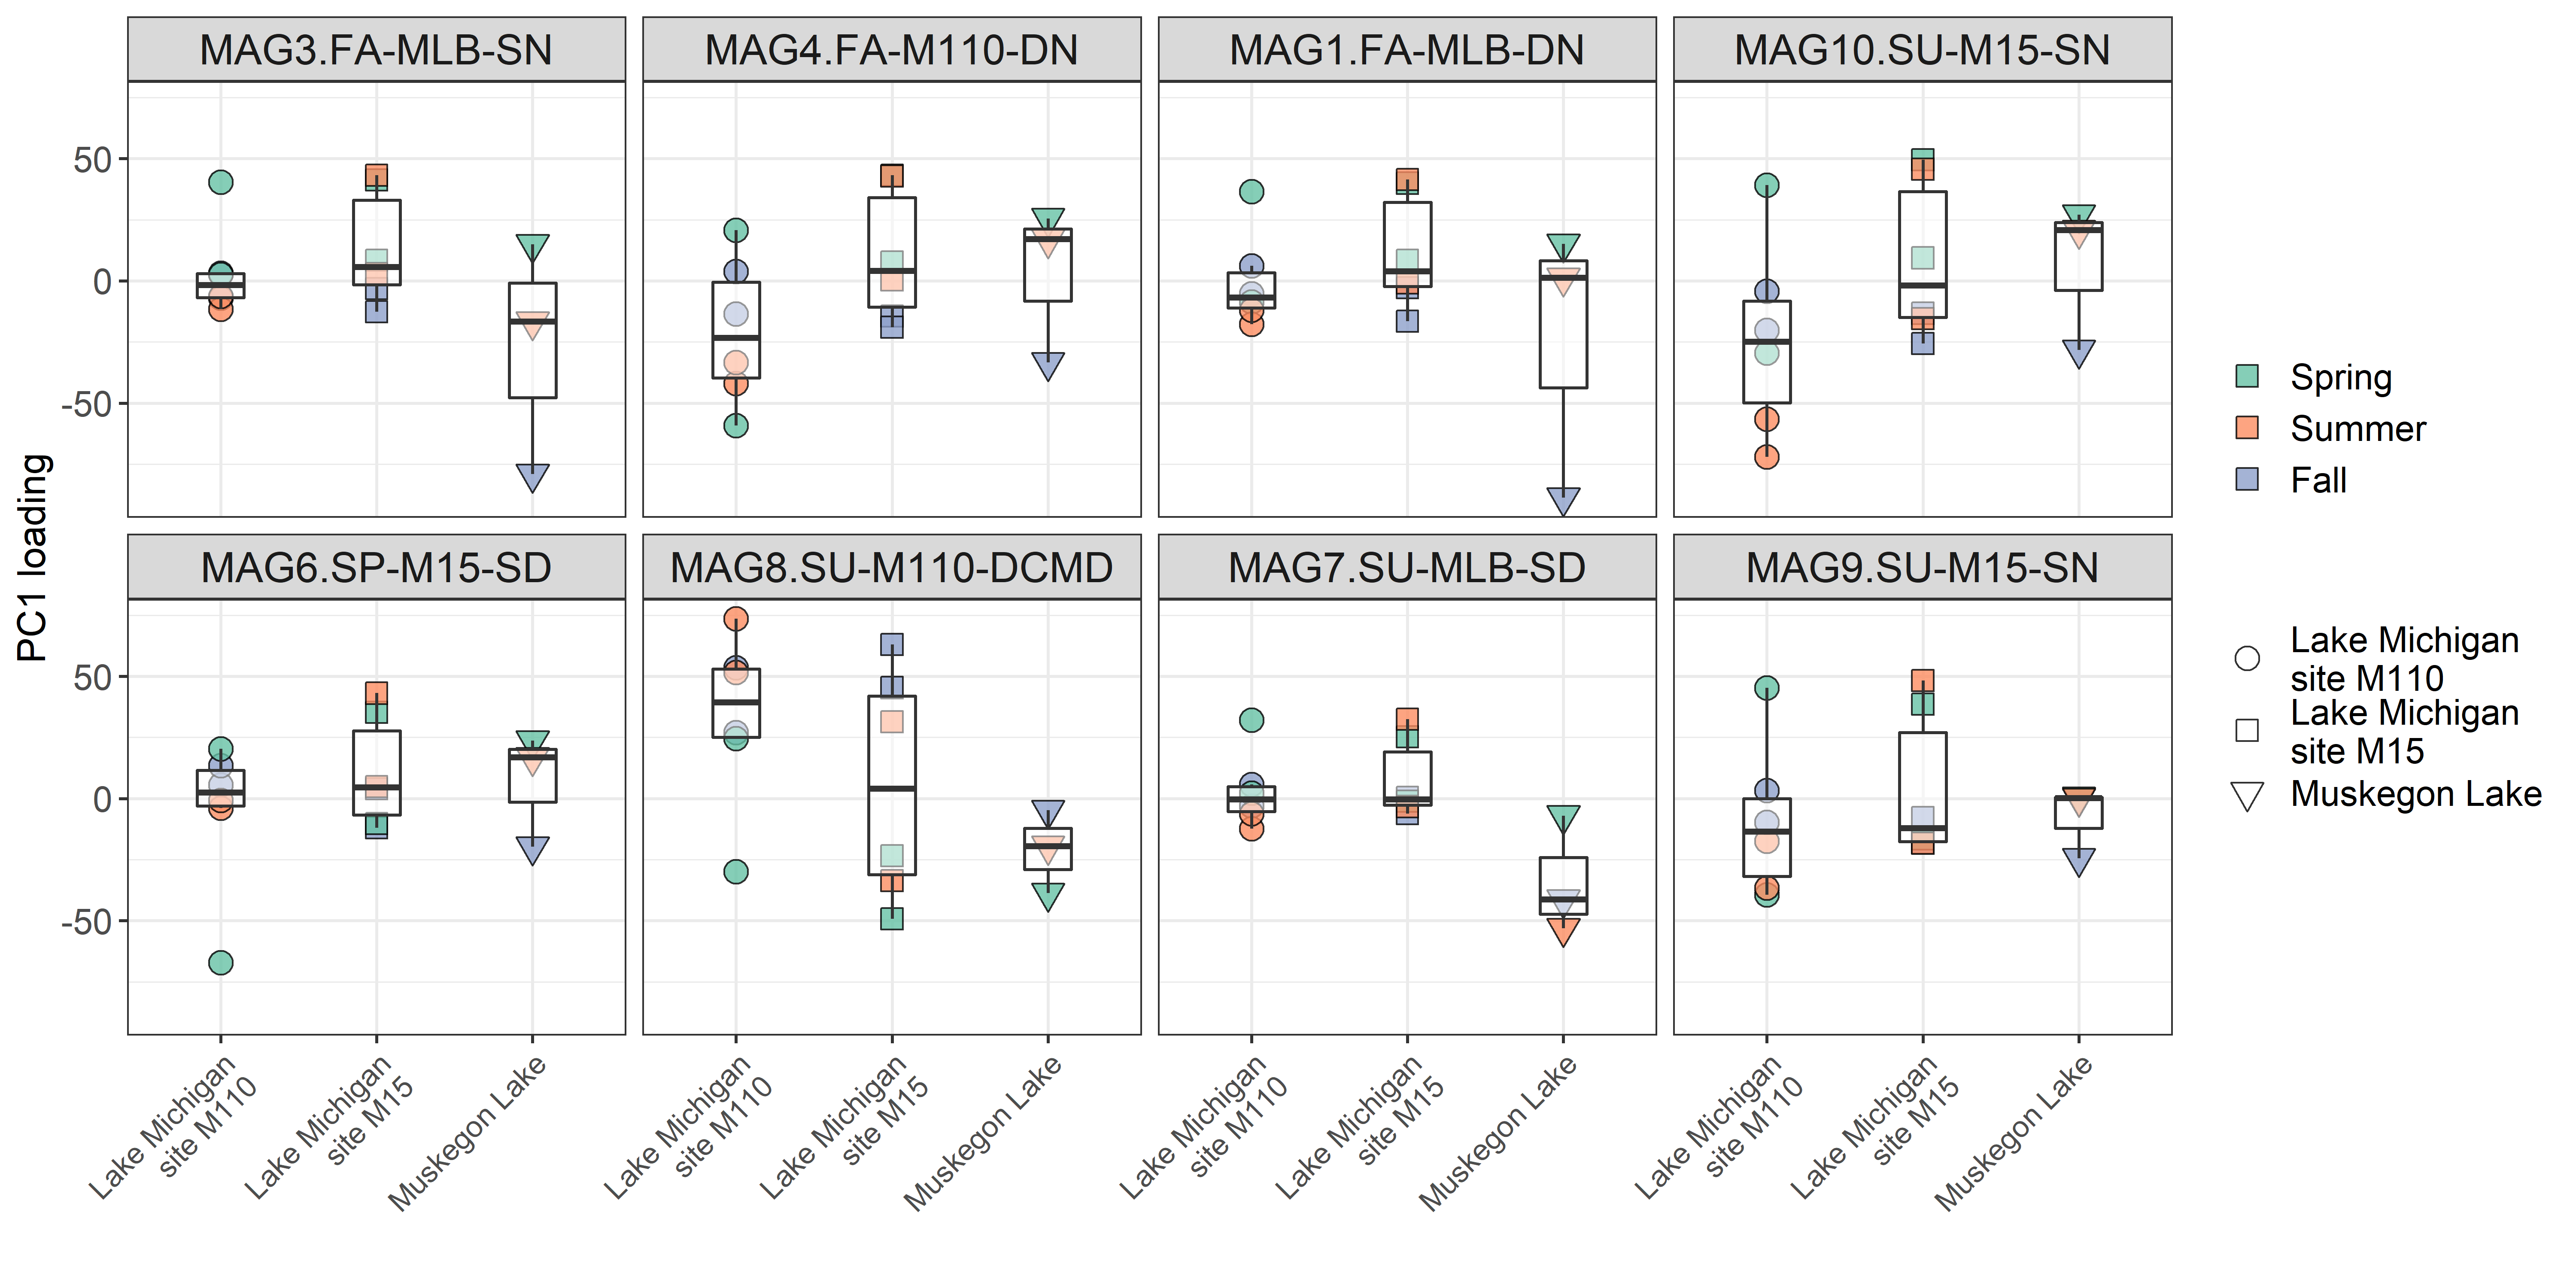 MAG3.FA-MLB-SN
MAG4.FA-M110-DN
MAG1.FA-MLB-DN
MAG10.SU-M15-SN
50
0
-50
MAG6.SP-M15-SD
MAG8.SU-M110-DCMD
MAG7.SU-MLB-SD
MAG9.SU-M15-SN
50
0
-50
PC1 loading
Lake Michigan
site M110
Lake Michigan
site M15
Muskegon Lake
Lake Michigan
site M110
Lake Michigan
site M15
Muskegon Lake
Lake Michigan
site M110
Lake Michigan
site M15
Muskegon Lake
Lake Michigan
site M110
Lake Michigan
site M15
Muskegon Lake
Spring
Summer
Fall
Lake Michigan
site M110
Lake Michigan
site M15
Muskegon Lake